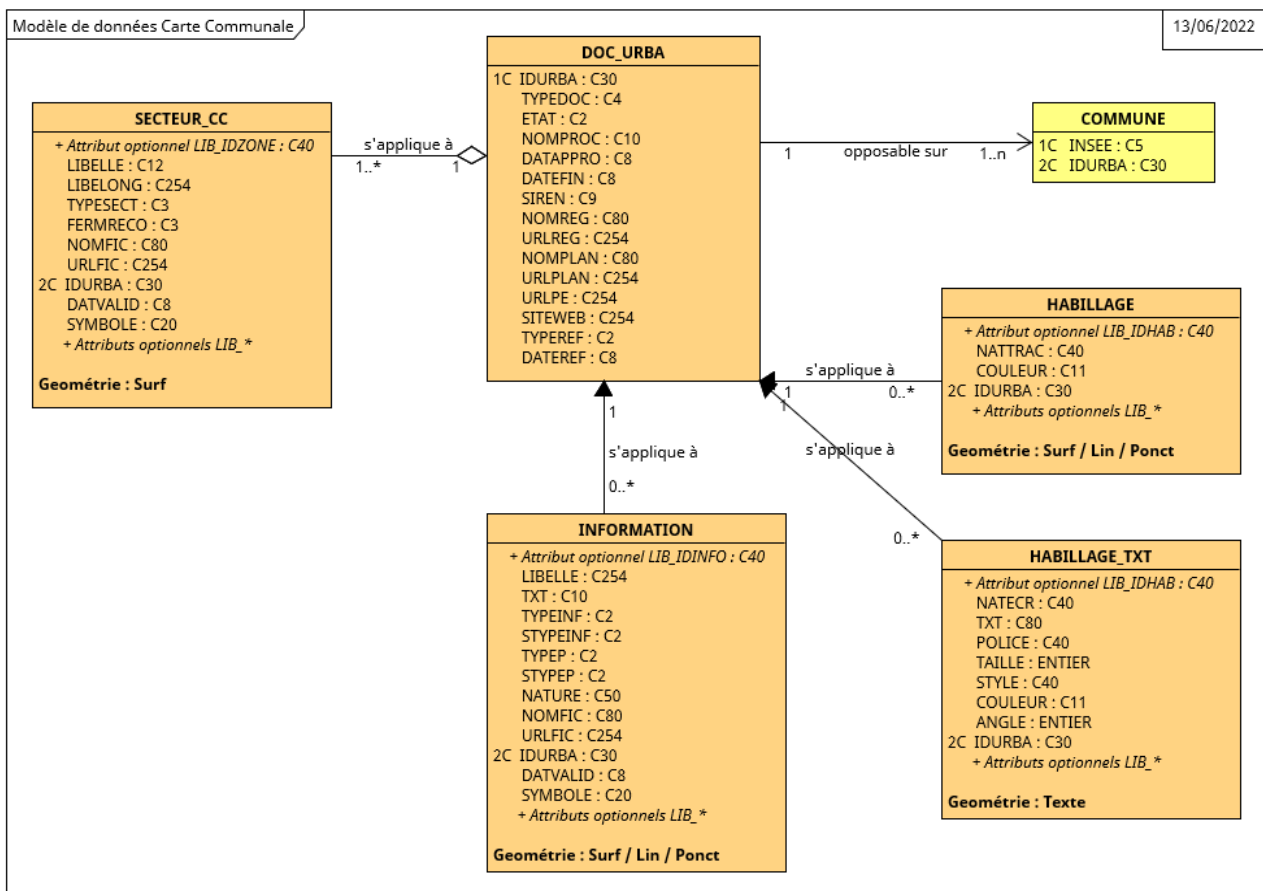 Modèle de données Carte Communale
13/06/2022
DOC_URBA
1C IDURBA : C30
TYPEDOC : C4
ETAT : C2
NOMPROC : C10
DATAPPRO : C8
DATEFIN : C8
SIREN : C9
NOMREG : C80
URLREG : C254
NOMPLAN : C80
URLPLAN : C254
URLPE : C254
SITEWEB : C254
TYPEREF : C2
DATEREF : C8
SECTEUR_CC
+ Attribut optionnel LIB_IDZONE : C40
LIBELLE : C12
LIBELONG : C254
TYPESECT : C3
FERMRECO : C3
NOMFIC : C80
URLFIC : C254
2C IDURBA : C30
DATVALID : C8
SYMBOLE : C20
+ Attributs optionnels LIB_*
Geométrie : Surf
s'applique à
1..* 1
COMMUNE
1C INSEE : C5
2C IDURBA : C30
1 opposable sur 1..n
HABILLAGE
+ Attribut optionnel LIB_IDHAB : C40
NATTRAC : C40
COULEUR : C11
2C IDURBA : C30
+ Attributs optionnels LIB_*
Geométrie : Surf / Lin / Ponct
s'applique à
1 0..*
1
s'applique à
0..*
1
s'applique à
0..*
INFORMATION
+ Attribut optionnel LIB_IDINFO : C40
LIBELLE : C254
TXT : C10
TYPEINF : C2
STYPEINF : C2
TYPEP : C2
STYPEP : C2
NATURE : C50
NOMFIC : C80
URLFIC : C254
2C IDURBA : C30
DATVALID : C8
SYMBOLE : C20
+ Attributs optionnels LIB_*
Geométrie : Surf / Lin / Ponct
HABILLAGE_TXT
+ Attribut optionnel LIB_IDHAB : C40
NATECR : C40
TXT : C80
POLICE : C40
TAILLE : ENTIER
STYLE : C40
COULEUR : C11
ANGLE : ENTIER
2C IDURBA : C30
+ Attributs optionnels LIB_*
Geométrie : Texte